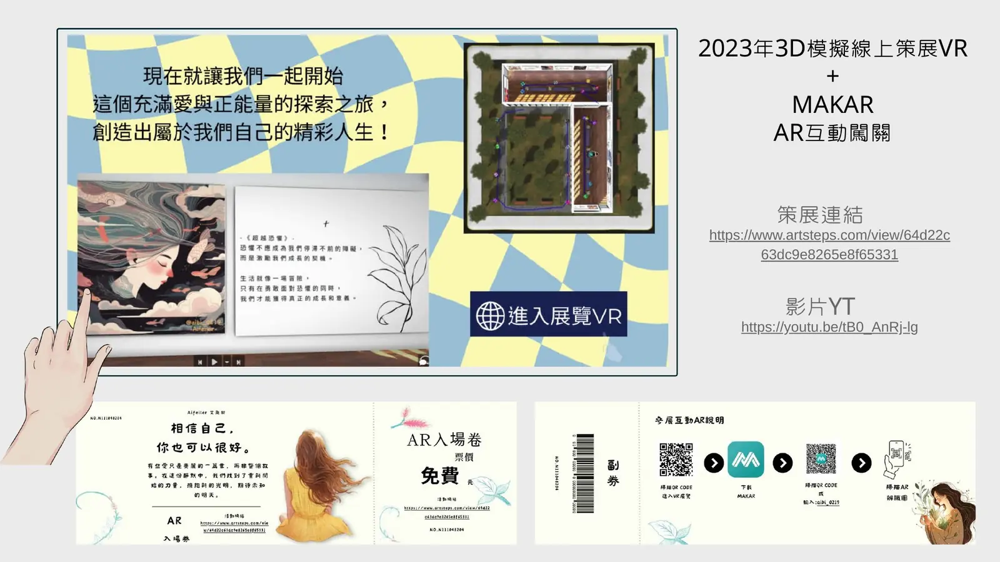 現在就讓我們一起開始
這個充滿愛與正能量的探索之旅，
創造出屬於我們自己的精彩人生！
-《超越恐懼》-
恐懼不應成為我們停滯不前的障礙，
而是激勵我們成長的契機。
生活就像一場冒險，
只有在勇敢面對恐懼的同時，
我們才能獲得真正的成長和意義。
@aibi_0219
-Aifeiler-
進入展覽VR
2023年3D模擬線上策展VR
+
MAKAR
AR互動闖關
策展連結
https://www.artsteps.com/view/64d22c
63dc9e8265e8f65331
影片YT
https://youtu.be/tB0_AnRj-lg
NO.N111048204
Aifeiler 艾飛樂
相信自己，
你也可以很好。
有些愛只是美麗的一篇章，而非整個故
事。在這份靜默中，我們找到了重新開
始的力量，擁抱新的光明，期待未知
的明天。
AR
入場券
活動網站
https://www.artsteps.com/vie
w/64d22c63dc9e8265e8f65331
AR入場卷
票價
免費 元
活動網站
https://www.artsteps.com/view/64d22
c63dc9e8265e8f65331
NO.N111048204
NO.N111048204
副券
參展互動AR說明
掃描QR CODE
進入VR展覽
下載
MAKAR
掃描QR CODE
或
輸入:aibi_0219
掃描AR
辨識圖